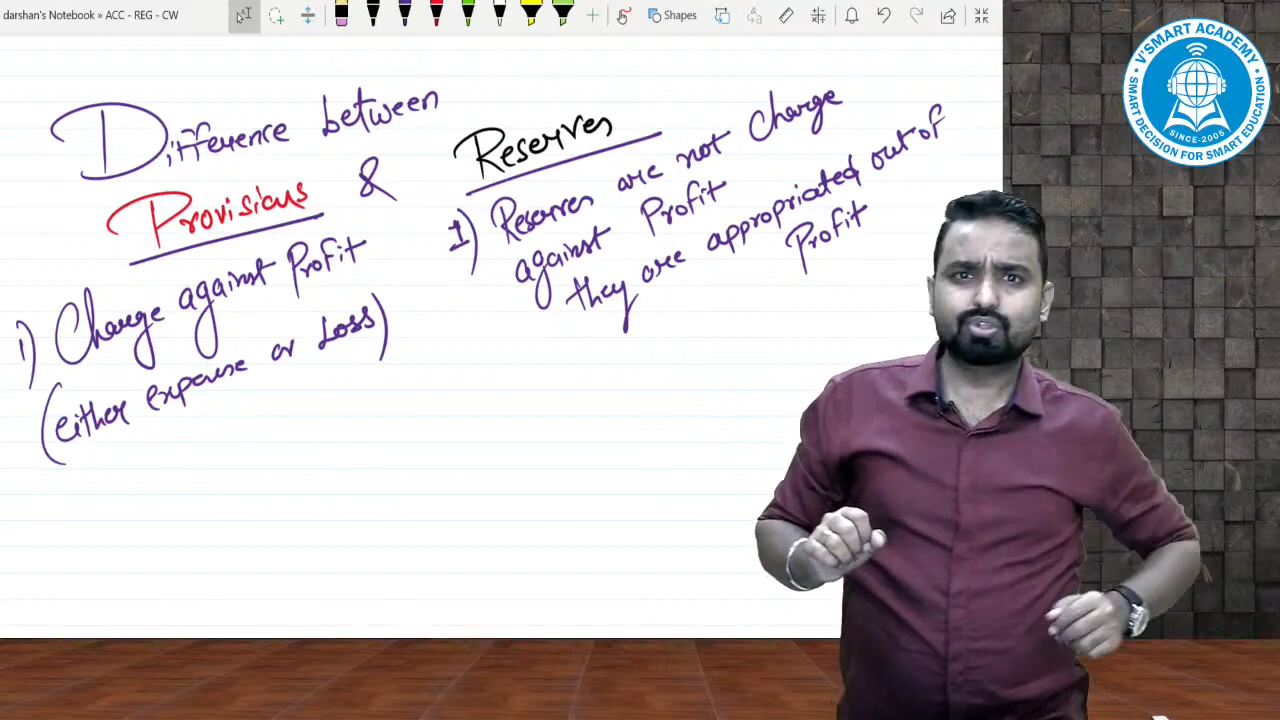 darshan's Notebook » ACC - REG - CW
Shapes
Difference between
Provisions & Reserves
1) Charge against Profit
(either expense or Loss)
1) Reserves are not charge
against Profit
they are appropriated out of
Profit
V'SMART ACADEMY
SINCE-2005
SMART DECISION FOR SMART EDUCATION